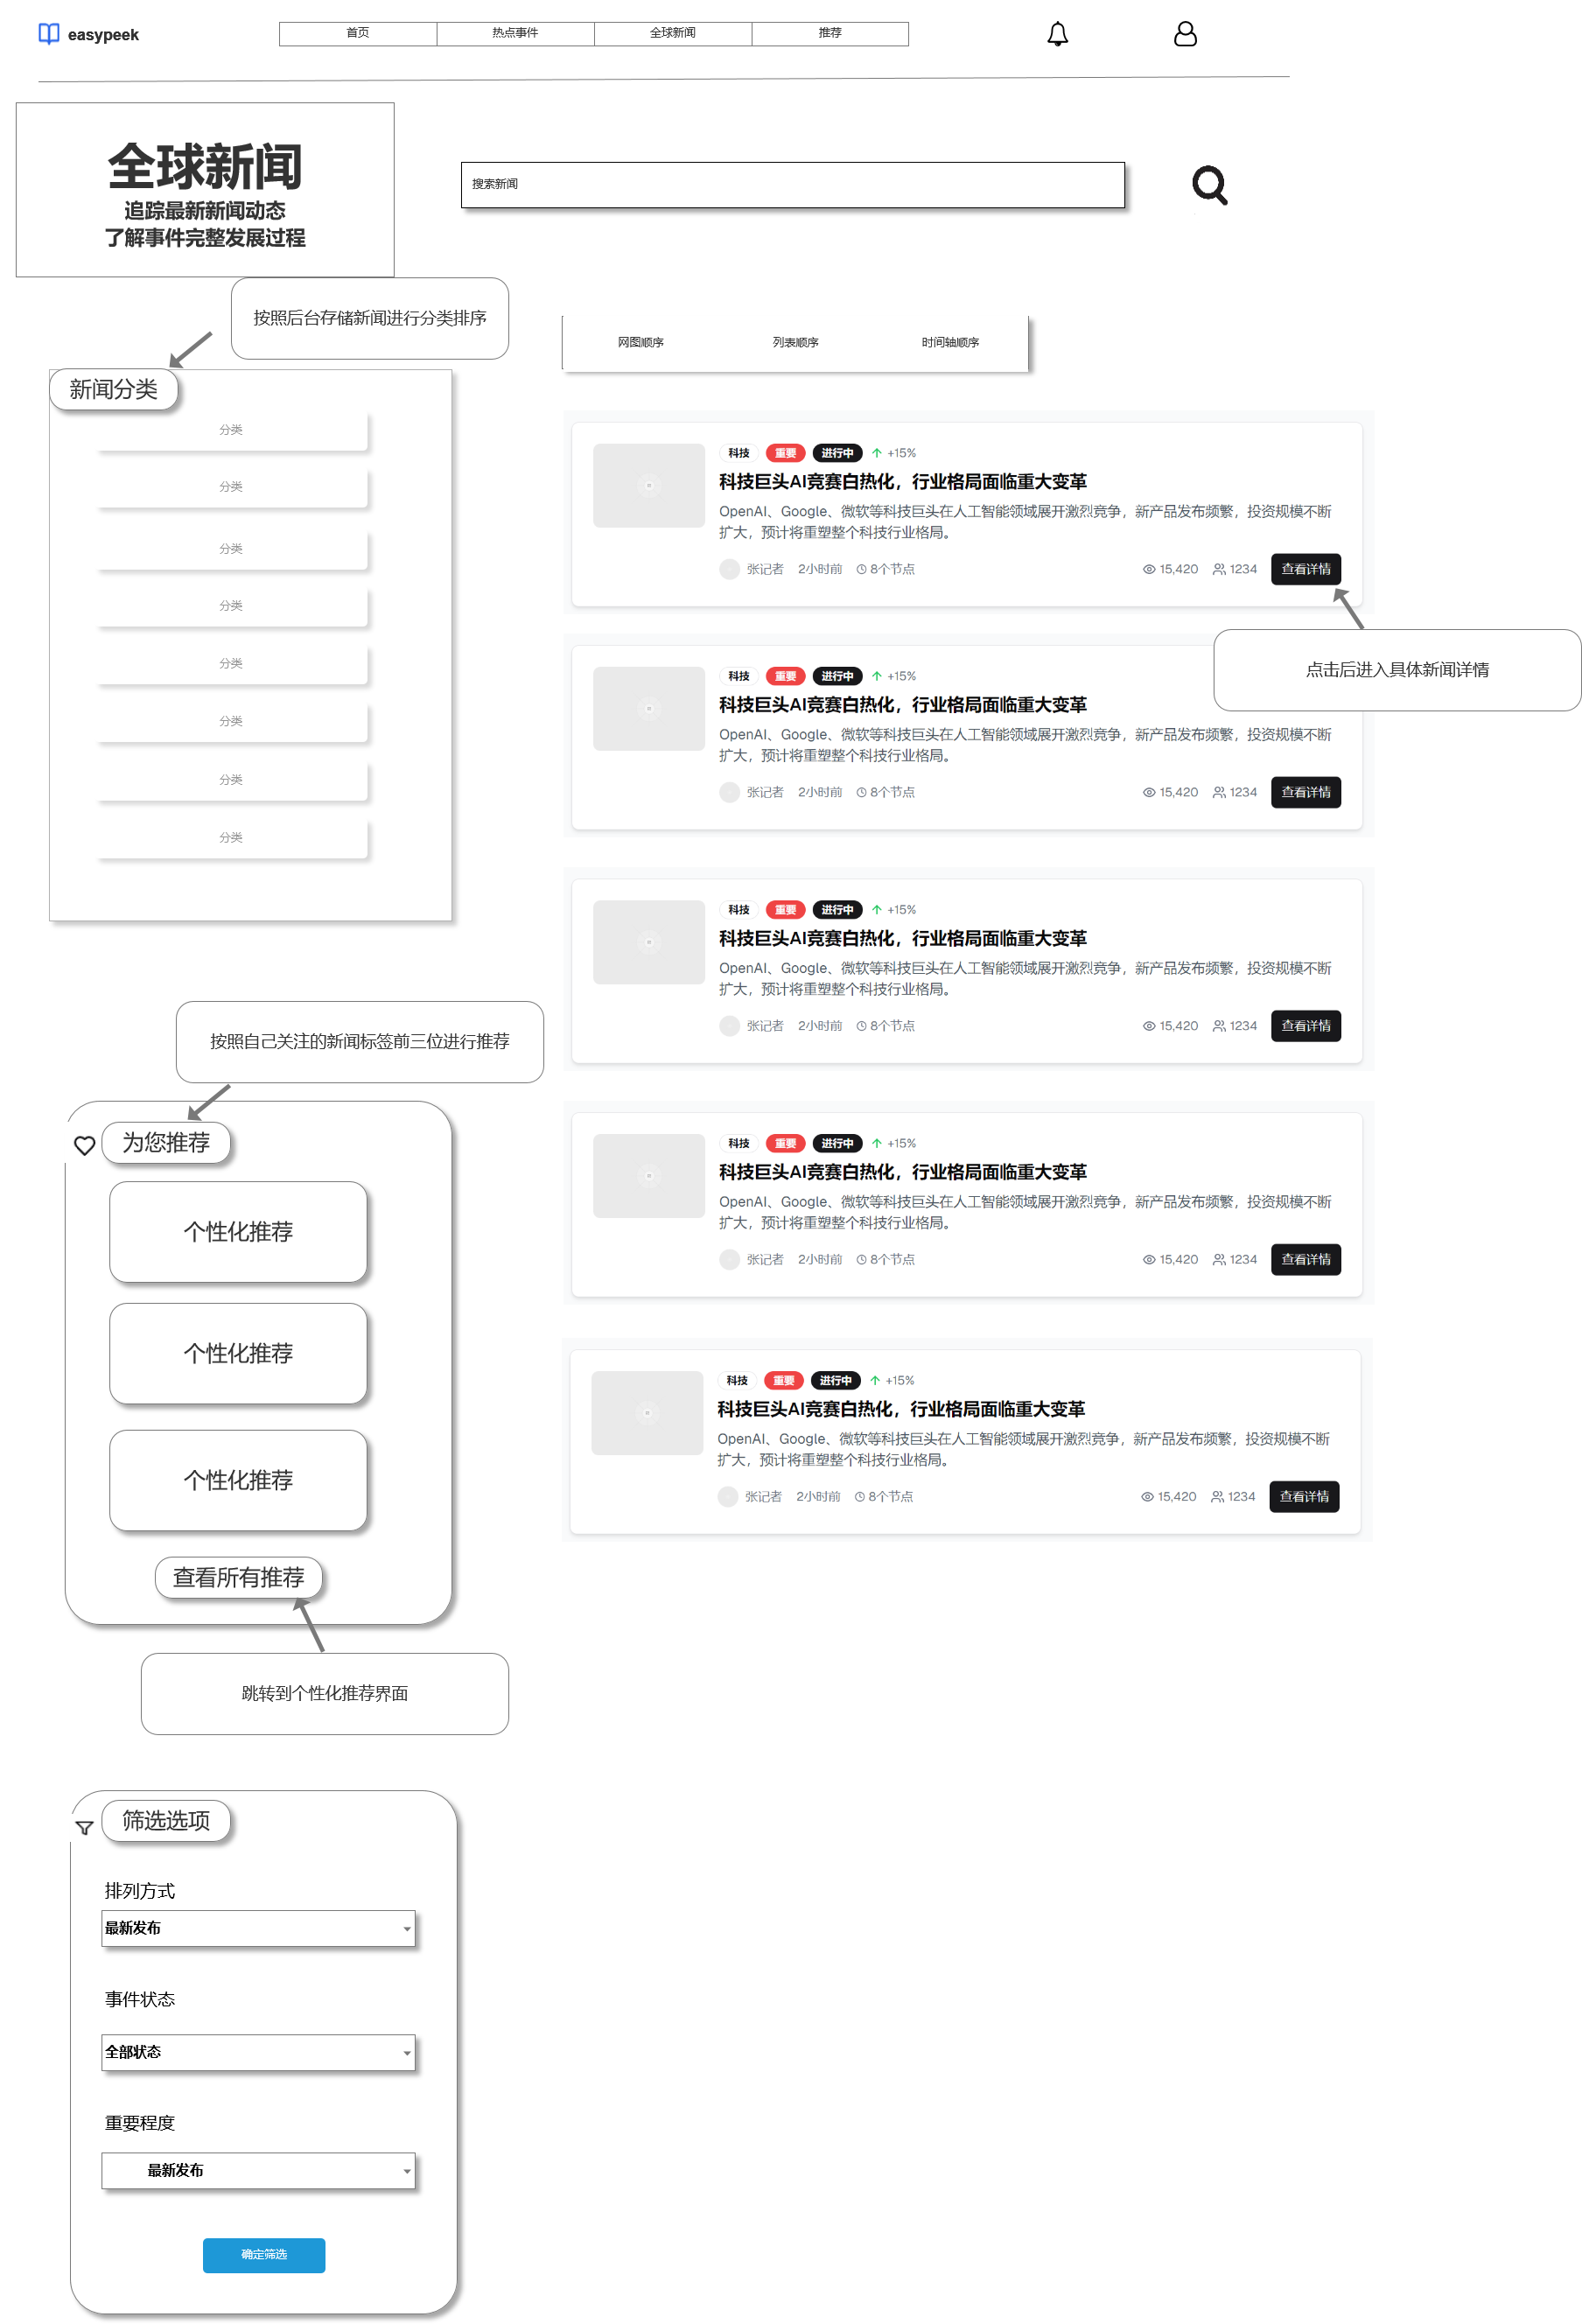 easypeek
首页
热点事件
全球新闻
推荐
全球新闻
追踪最新新闻动态
了解事件完整发展过程
搜索新闻
按照后台存储新闻进行分类排序
新闻分类
分类
分类
分类
分类
分类
分类
分类
分类
网图顺序
列表顺序
时间轴顺序
科技 重要 进行中 +15%
科技巨头AI竞赛白热化，行业格局面临重大变革
OpenAI、Google、微软等科技巨头在人工智能领域展开激烈竞争，新产品发布频繁，投资规模不断
扩大，预计将重塑整个科技行业格局。
张记者 2小时前 8个节点 15,420 1234 查看详情
点击后进入具体新闻详情
科技 重要 进行中 +15%
科技巨头AI竞赛白热化，行业格局面临重大变革
OpenAI、Google、微软等科技巨头在人工智能领域展开激烈竞争，新产品发布频繁，投资规模不断
扩大，预计将重塑整个科技行业格局。
张记者 2小时前 8个节点 15,420 1234 查看详情
科技 重要 进行中 +15%
科技巨头AI竞赛白热化，行业格局面临重大变革
OpenAI、Google、微软等科技巨头在人工智能领域展开激烈竞争，新产品发布频繁，投资规模不断
扩大，预计将重塑整个科技行业格局。
张记者 2小时前 8个节点 15,420 1234 查看详情
科技 重要 进行中 +15%
科技巨头AI竞赛白热化，行业格局面临重大变革
OpenAI、Google、微软等科技巨头在人工智能领域展开激烈竞争，新产品发布频繁，投资规模不断
扩大，预计将重塑整个科技行业格局。
张记者 2小时前 8个节点 15,420 1234 查看详情
科技 重要 进行中 +15%
科技巨头AI竞赛白热化，行业格局面临重大变革
OpenAI、Google、微软等科技巨头在人工智能领域展开激烈竞争，新产品发布频繁，投资规模不断
扩大，预计将重塑整个科技行业格局。
张记者 2小时前 8个节点 15,420 1234 查看详情
按照自己关注的新闻标签前三位进行推荐
为您推荐
个性化推荐
个性化推荐
个性化推荐
查看所有推荐
跳转到个性化推荐界面
筛选选项
排列方式
最新发布
事件状态
全部状态
重要程度
最新发布
确定筛选